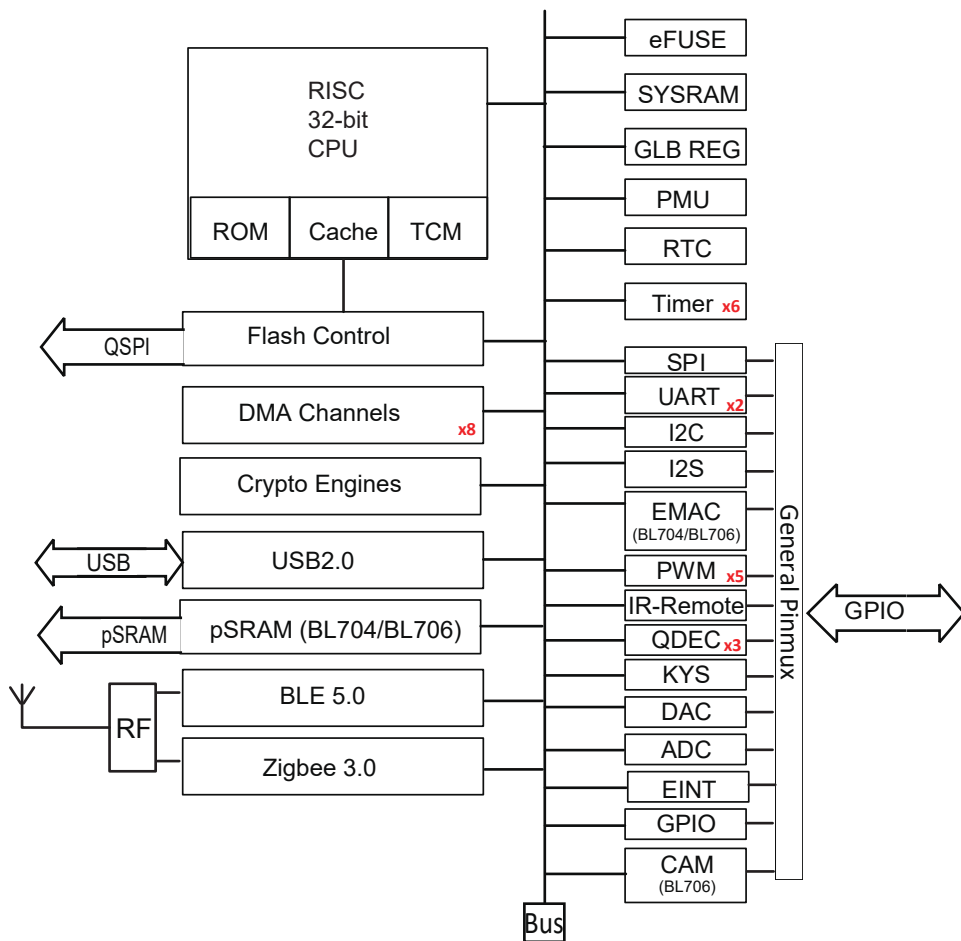 RISC
32-bit
CPU
ROM
Cache
TCM
QSPI
Flash Control
DMA Channels
x8
Crypto Engines
USB
USB2.0
pSRAM
pSRAM (BL704/BL706)
RF
BLE 5.0
Zigbee 3.0
eFUSE
SYSRAM
GLB REG
PMU
RTC
Timer x6
SPI
UART x2
I2C
I2S
EMAC
(BL704/BL706)
PWM x5
IR-Remote
QDEC x3
KYS
DAC
ADC
EINT
GPIO
CAM
(BL706)
General Pinmux
GPIO
Bus